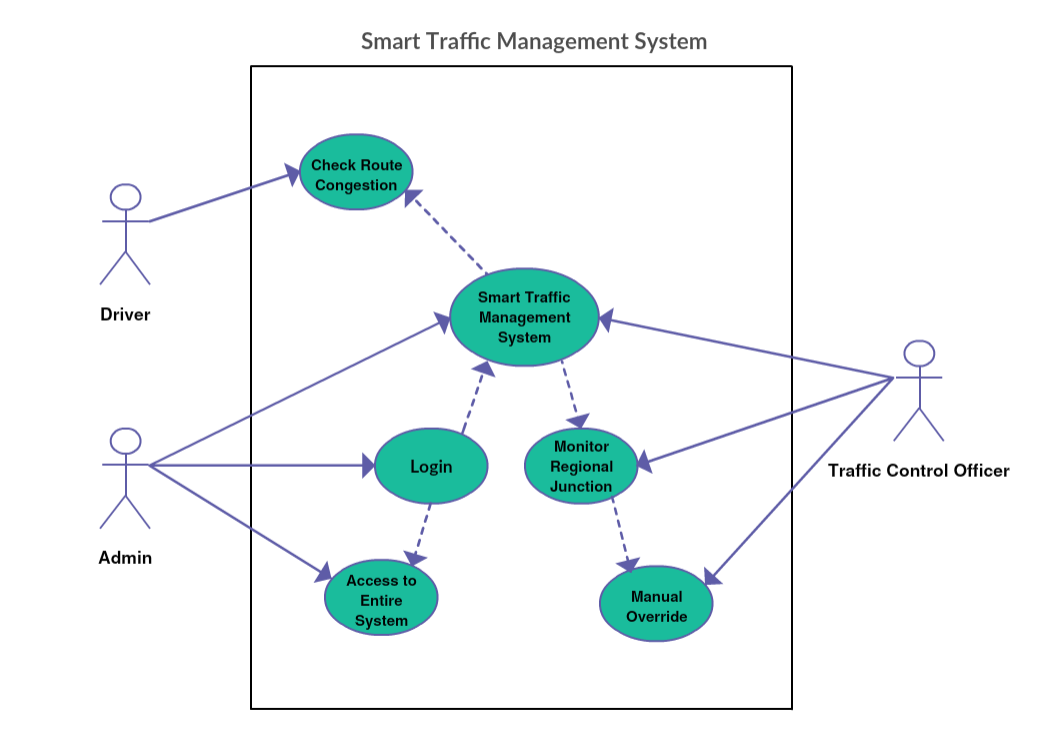 Smart Traffic Management System
Check Route
Congestion
Driver
Smart Traffic
Management
System
Admin
Login
Monitor
Regional
Junction
Traffic Control Officer
Access to
Entire
System
Manual
Override